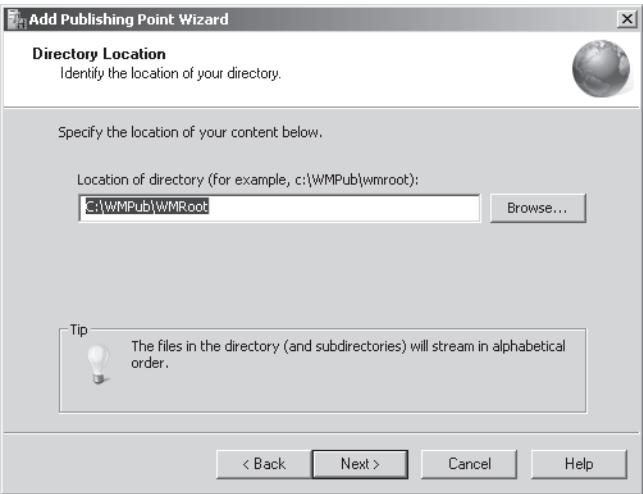 Add Publishing Point Wizard
Directory Location
Identify the location of your directory.
Specify the location of your content below.
Location of directory (for example, c:\WMPub\wmroot):
C:\WMPub\WMRoot
Browse...
Tip
The files in the directory (and subdirectories) will stream in alphabetical
order.
< Back
Next >
Cancel
Help